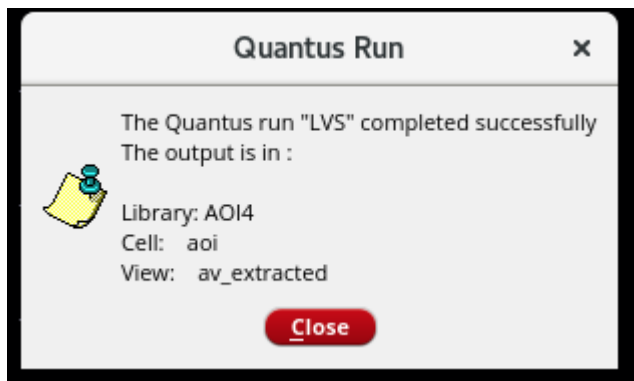 Quantus Run
The Quantus run "LVS" completed successfully
The output is in :
Library: AOI4
Cell: aoi
View: av_extracted
Close